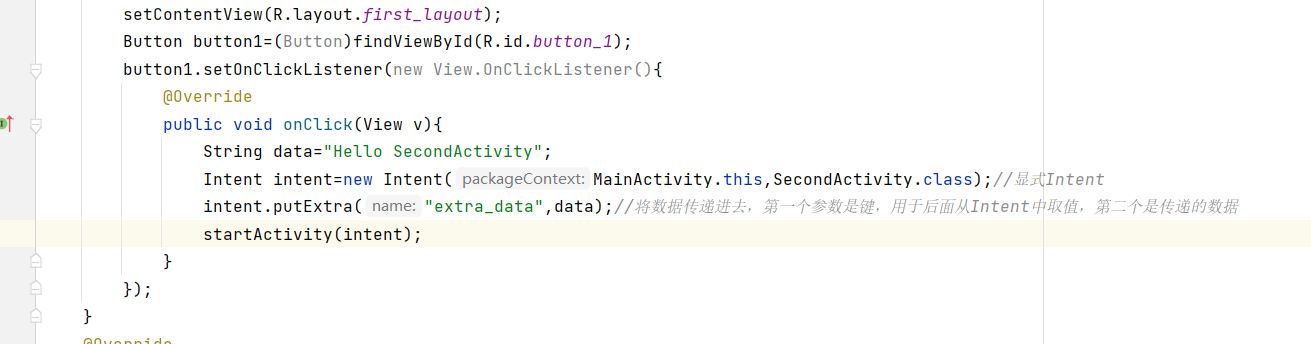 setContentView(R.layout.first_layout);
Button button1=(Button)findViewById(R.id.button_1);
button1.setOnClickListener(new View.OnClickListener(){
@Override
public void onClick(View v){
String data="Hello SecondActivity";
Intent intent=new Intent( packageContext: MainActivity.this,SecondActivity.class);//显式Intent
intent.putExtra( name: "extra_data",data);//将数据传递进去，第一个参数是键，用于后面从Intent中取值，第二个是传递的数据
startActivity(intent);
}
});
}
@Override